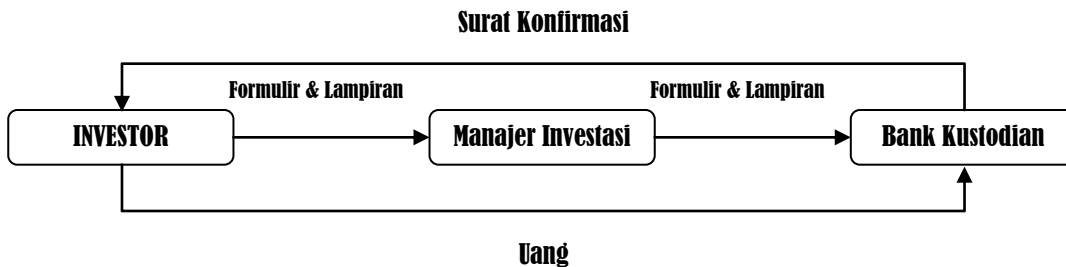 Surat Konfirmasi
Formulir & Lampiran
Formulir & Lampiran
INVESTOR
Manajer Investasi
Bank Kustodian
Uang